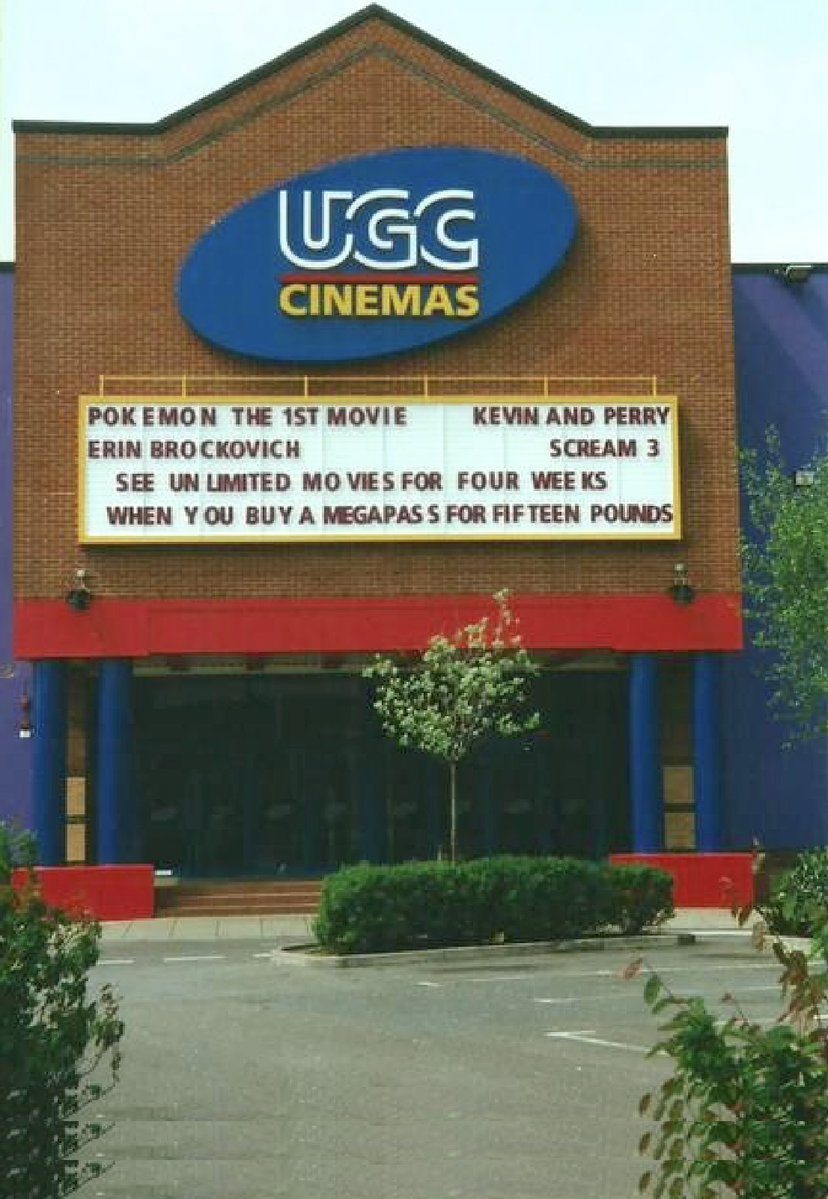 UGC
CINEMAS
POKEMON THE 1ST MOVIE KEVIN AND PERRY
ERIN BROCKOVICH SCREAM 3
SEE UNLIMITED MOVIES FOR FOUR WEEKS
WHEN YOU BUY A MEGAPASS FOR FIFTEEN POUNDS